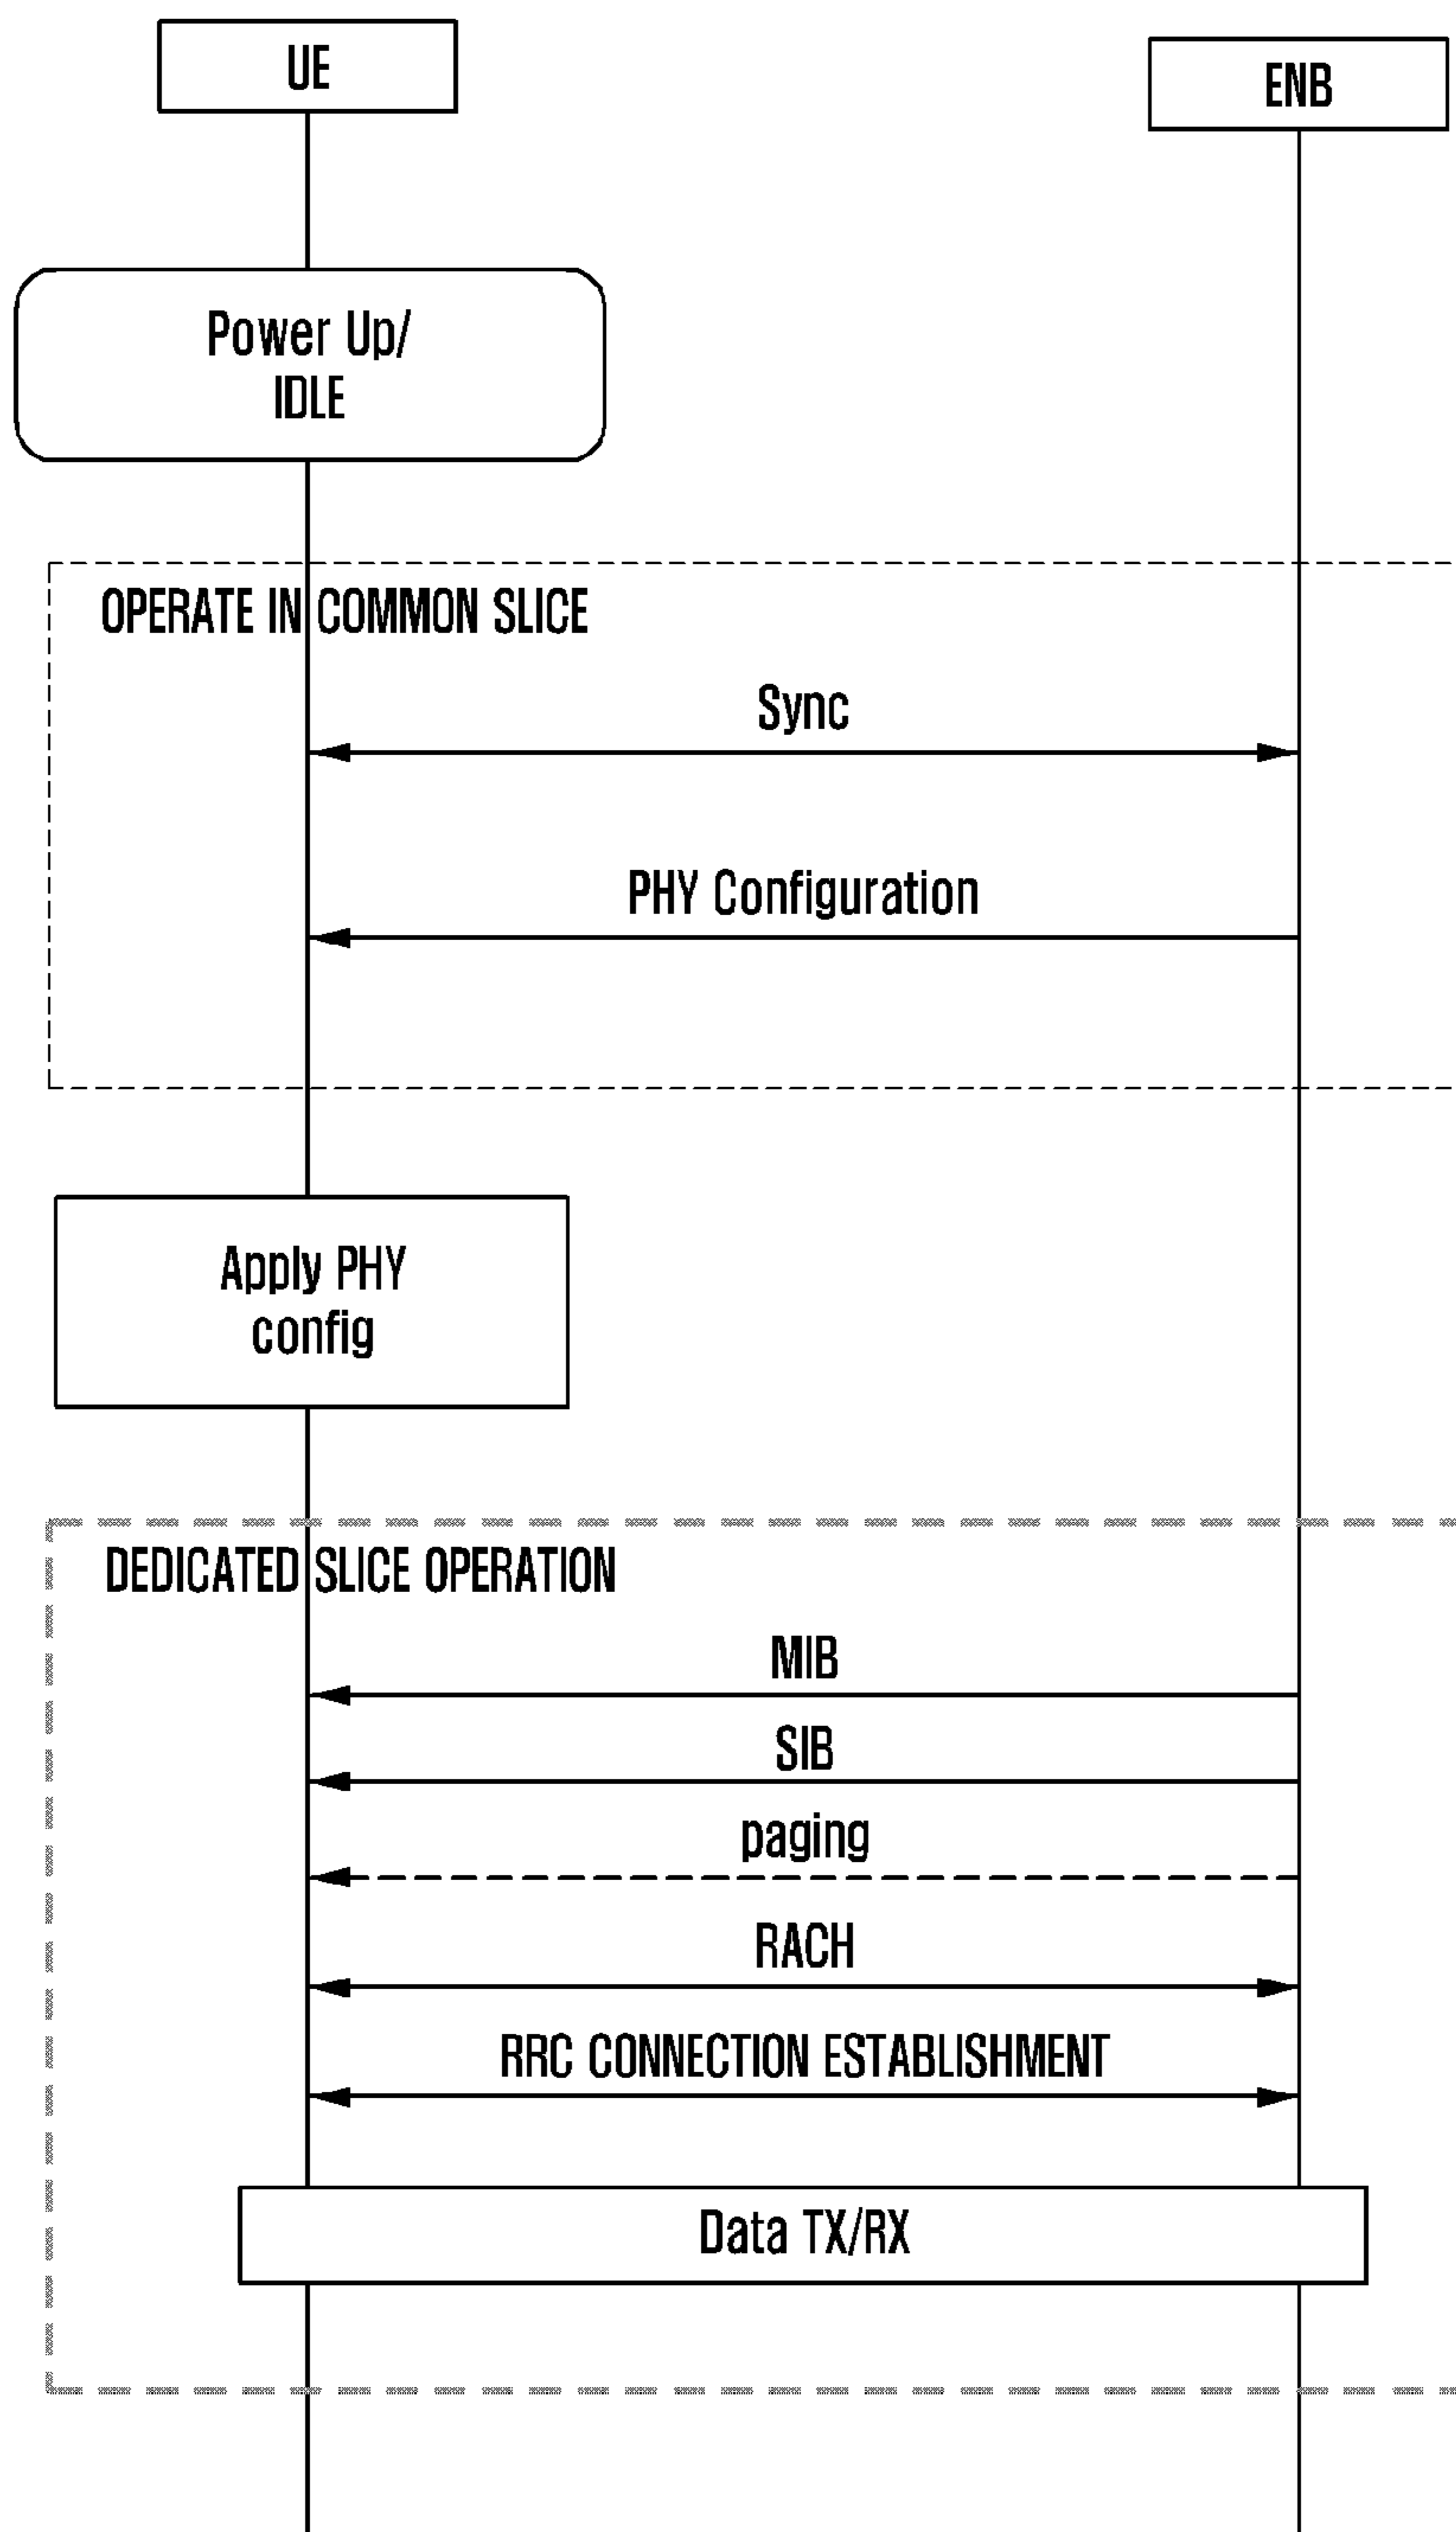 UE
ENB
Power Up/
IDLE
OPERATE IN COMMON SLICE
Sync
PHY Configuration
Apply PHY
config
DEDICATED SLICE OPERATION
MIB
SIB
paging
RACH
RRC CONNECTION ESTABLISHMENT
Data TX/RX